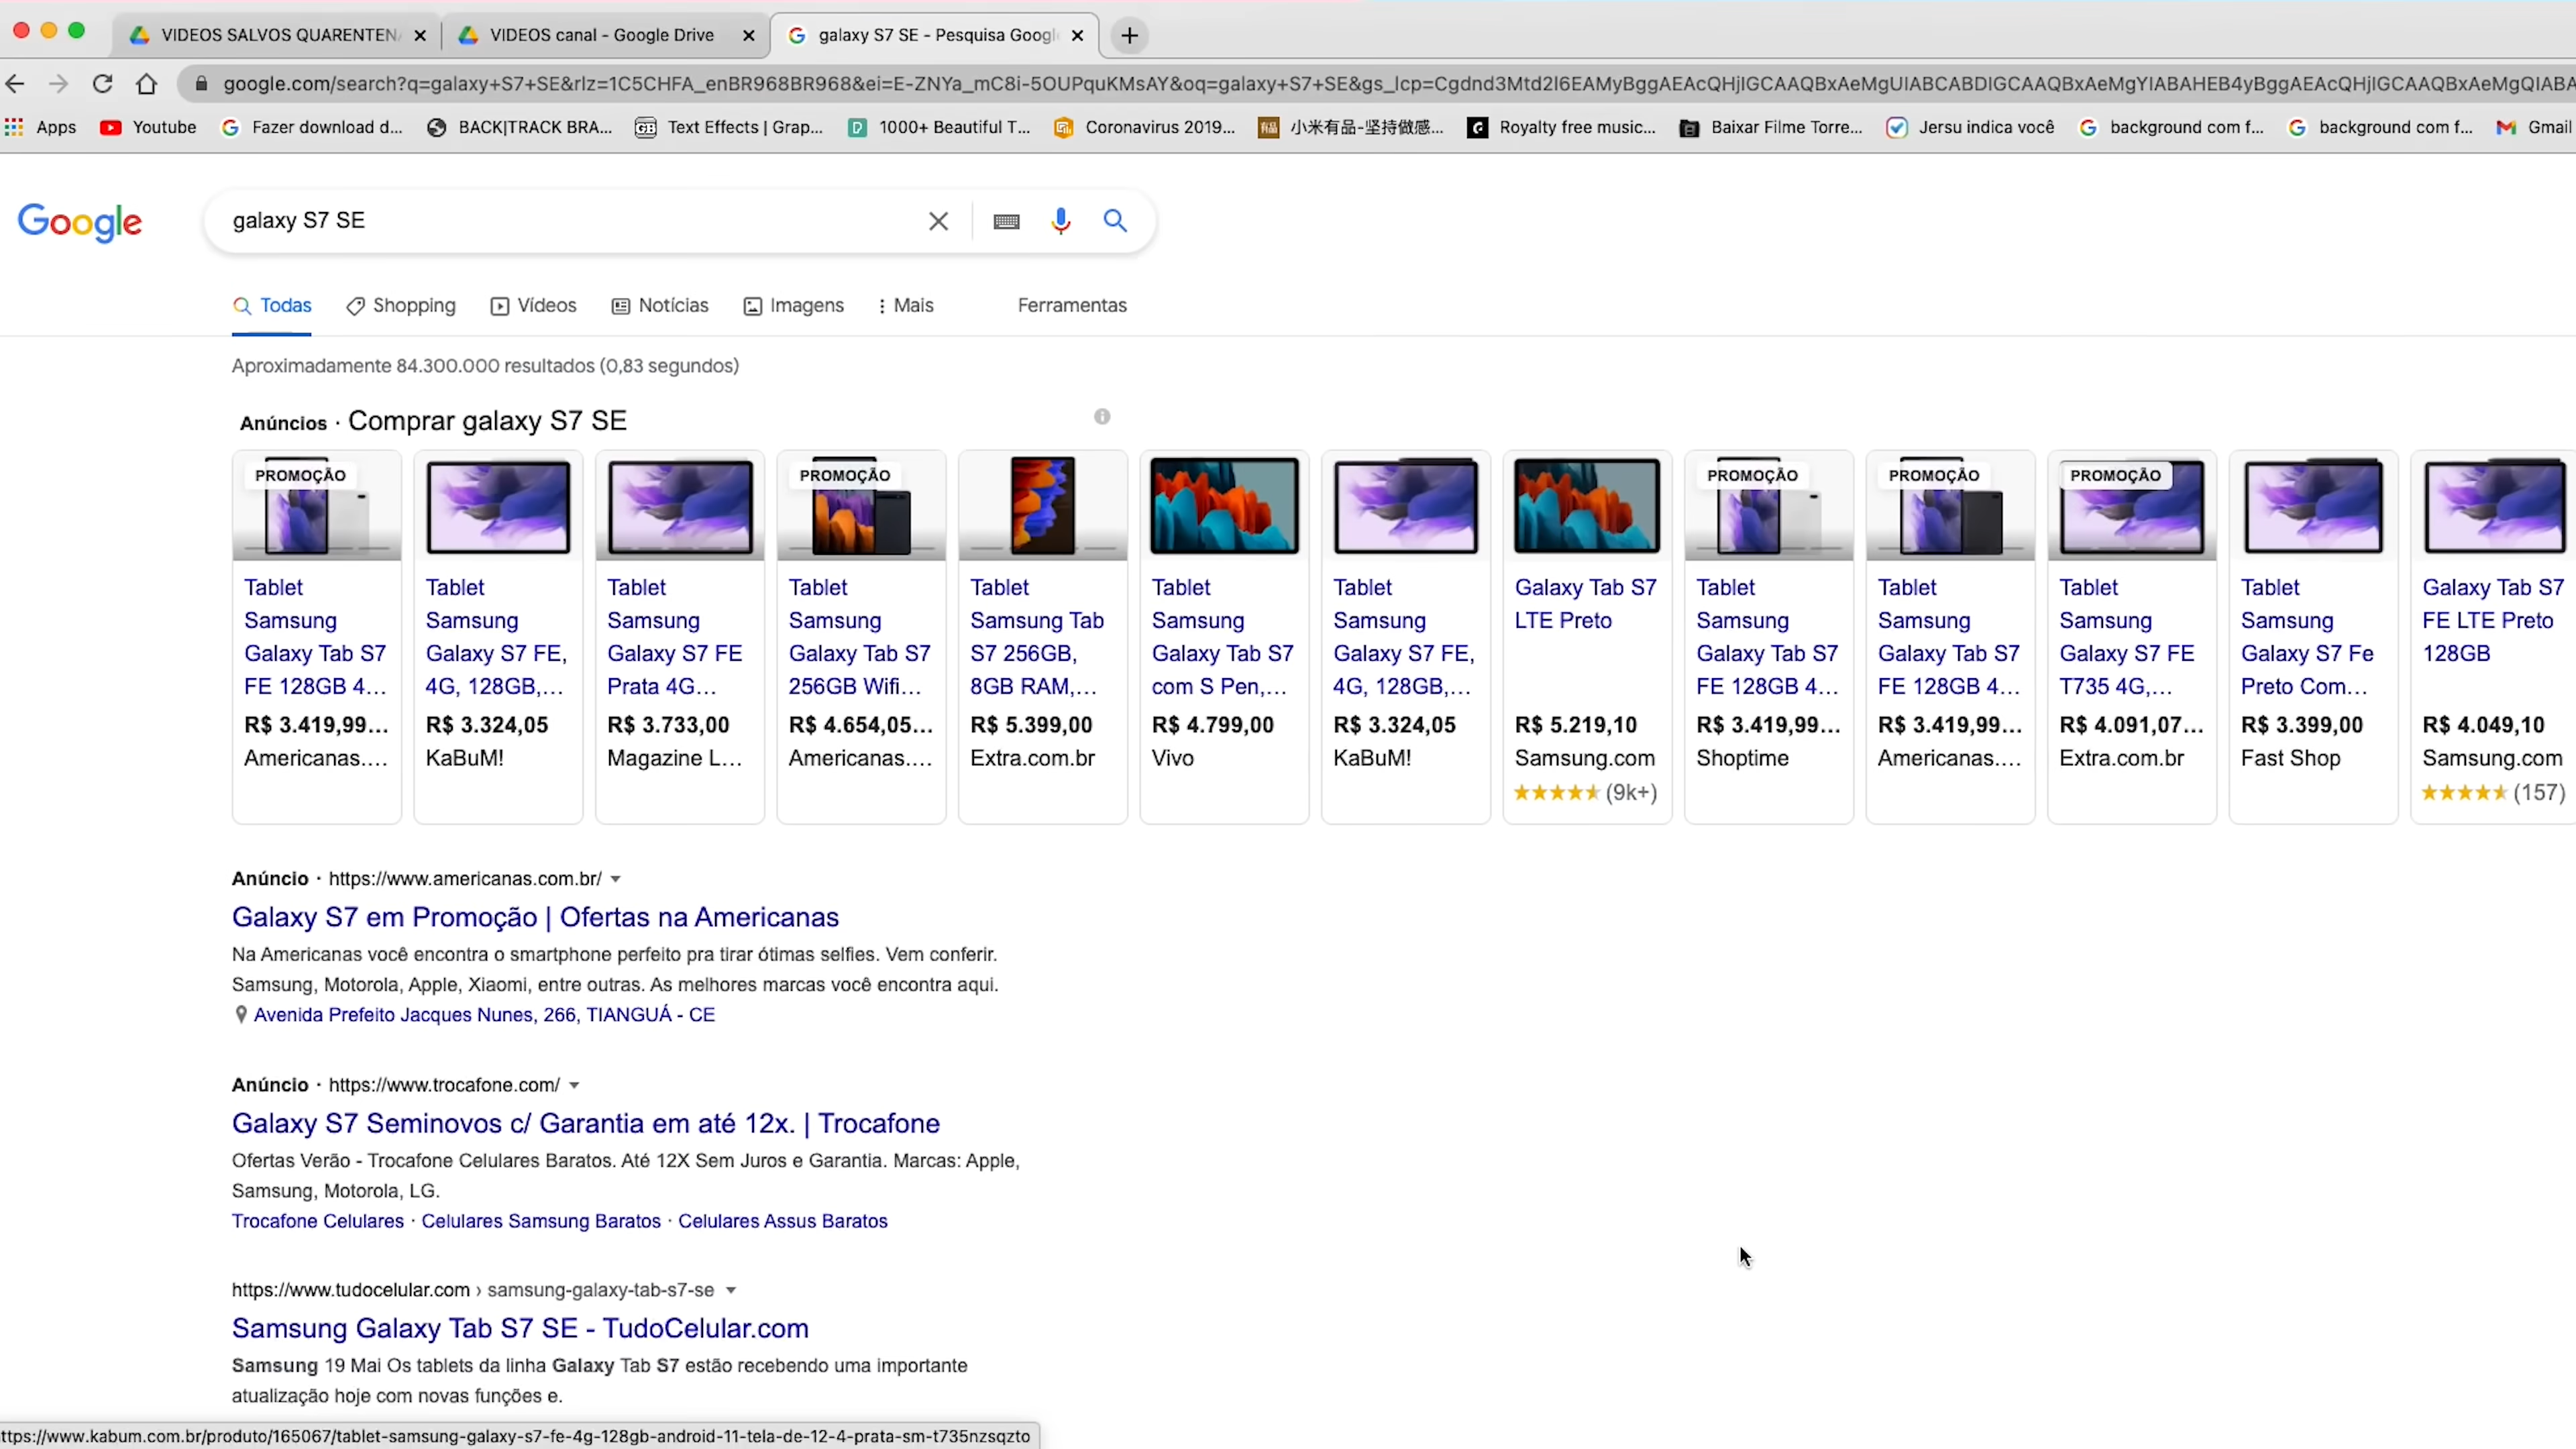 VIDEOS SALVOS QUARENTEN
VIDEOS canal - Google Drive
galaxy S7 SE - Pesquisa Googl
google.com/search?q=galaxy+S7+SE&rlz=1C5CHFA_enBR968BR968&ei=E-ZNYa_mC8i-5OUPquKMsAY&oq=galaxy+S7+SE&gs_lcp=Cgdnd3Mtd2l6EAMyBggAEAcQHjIGCAAQBxAeMgUIABCABDIGCAAQBxAeMgYIABAHEB4yBggAEAcQHjIGCAAQBxAeMgQIABA
Apps
Youtube
Fazer download d...
BACK|TRACK BRA...
Text Effects | Grap...
1000+ Beautiful T...
Coronavirus 2019...
小米有品-坚持做感...
Royalty free music...
Baixar Filme Torre...
Jersu indica você
background com f...
background com f...
Gmail
Google
galaxy S7 SE
Todas
Shopping
Vídeos
Notícias
Imagens
Mais
Ferramentas
Aproximadamente 84.300.000 resultados (0,83 segundos)
Anúncios · Comprar galaxy S7 SE
PROMOÇÃO
Tablet
Samsung
Galaxy Tab S7
FE 128GB 4...
R$ 3.419,99...
Americanas....
Tablet
Samsung
Galaxy S7 FE,
4G, 128GB,...
R$ 3.324,05
KaBuM!
Tablet
Samsung
Galaxy S7 FE
Prata 4G...
R$ 3.733,00
Magazine L...
PROMOÇÃO
Tablet
Samsung
Galaxy Tab S7
256GB Wifi...
R$ 4.654,05...
Americanas....
Tablet
Samsung Tab
S7 256GB,
8GB RAM,...
R$ 5.399,00
Extra.com.br
Tablet
Samsung
Galaxy Tab S7
com S Pen,...
R$ 4.799,00
Vivo
Tablet
Samsung
Galaxy S7 FE,
4G, 128GB,...
R$ 3.324,05
KaBuM!
Galaxy Tab S7
LTE Preto
R$ 5.219,10
Samsung.com
(9k+)
PROMOÇÃO
Tablet
Samsung
Galaxy Tab S7
FE 128GB 4...
R$ 3.419,99...
Shoptime
PROMOÇÃO
Tablet
Samsung
Galaxy Tab S7
FE 128GB 4...
R$ 3.419,99...
Americanas....
PROMOÇÃO
Tablet
Samsung
Galaxy S7 FE
T735 4G,...
R$ 4.091,07...
Extra.com.br
Tablet
Samsung
Galaxy S7 Fe
Preto Com...
R$ 3.399,00
Fast Shop
Galaxy Tab S7
FE LTE Preto
128GB
R$ 4.049,10
Samsung.com
(157)
Anúncio · https://www.americanas.com.br/
Galaxy S7 em Promoção | Ofertas na Americanas
Na Americanas você encontra o smartphone perfeito pra tirar ótimas selfies. Vem conferir.
Samsung, Motorola, Apple, Xiaomi, entre outras. As melhores marcas você encontra aqui.
Avenida Prefeito Jacques Nunes, 266, TIANGUÁ - CE
Anúncio · https://www.trocafone.com/
Galaxy S7 Seminovos c/ Garantia em até 12x. | Trocafone
Ofertas Verão - Trocafone Celulares Baratos. Até 12X Sem Juros e Garantia. Marcas: Apple,
Samsung, Motorola, LG.
Trocafone Celulares · Celulares Samsung Baratos · Celulares Assus Baratos
https://www.tudocelular.com › samsung-galaxy-tab-s7-se
Samsung Galaxy Tab S7 SE - TudoCelular.com
Samsung 19 Mai Os tablets da linha Galaxy Tab S7 estão recebendo uma importante
atualização hoje com novas funções e.
ttps://www.kabum.com.br/produto/165067/tablet-samsung-galaxy-s7-fe-4g-128gb-android-11-tela-de-12-4-prata-sm-t735nzsqzto